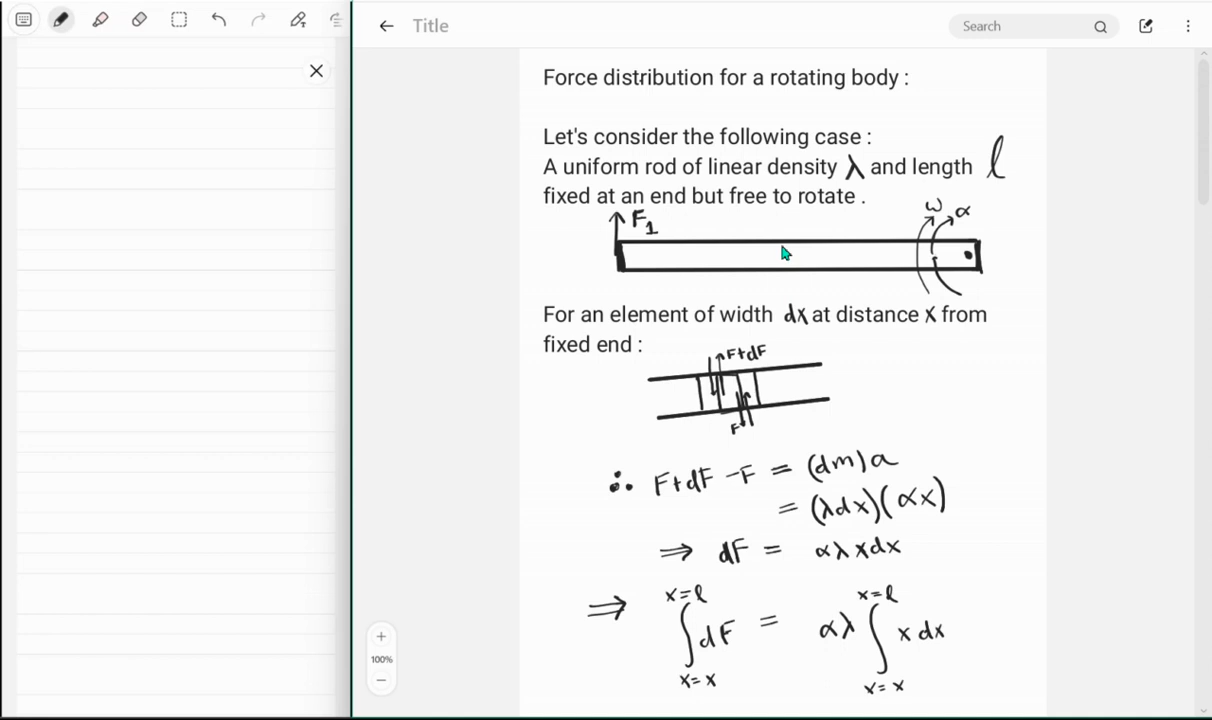 Title
Search
Force distribution for a rotating body :
Let's consider the following case :
A uniform rod of linear density λ and length l
fixed at an end but free to rotate .
F1
ω α
For an element of width dx at distance x from
fixed end :
F+dF
F
∴ F+dF -F = (dm)a
= (λdx)(αx)
⇒ dF = αλxdx
⇒ ∫_{x=x}^{x=l} dF = αλ ∫_{x=x}^{x=l} x dx
100%